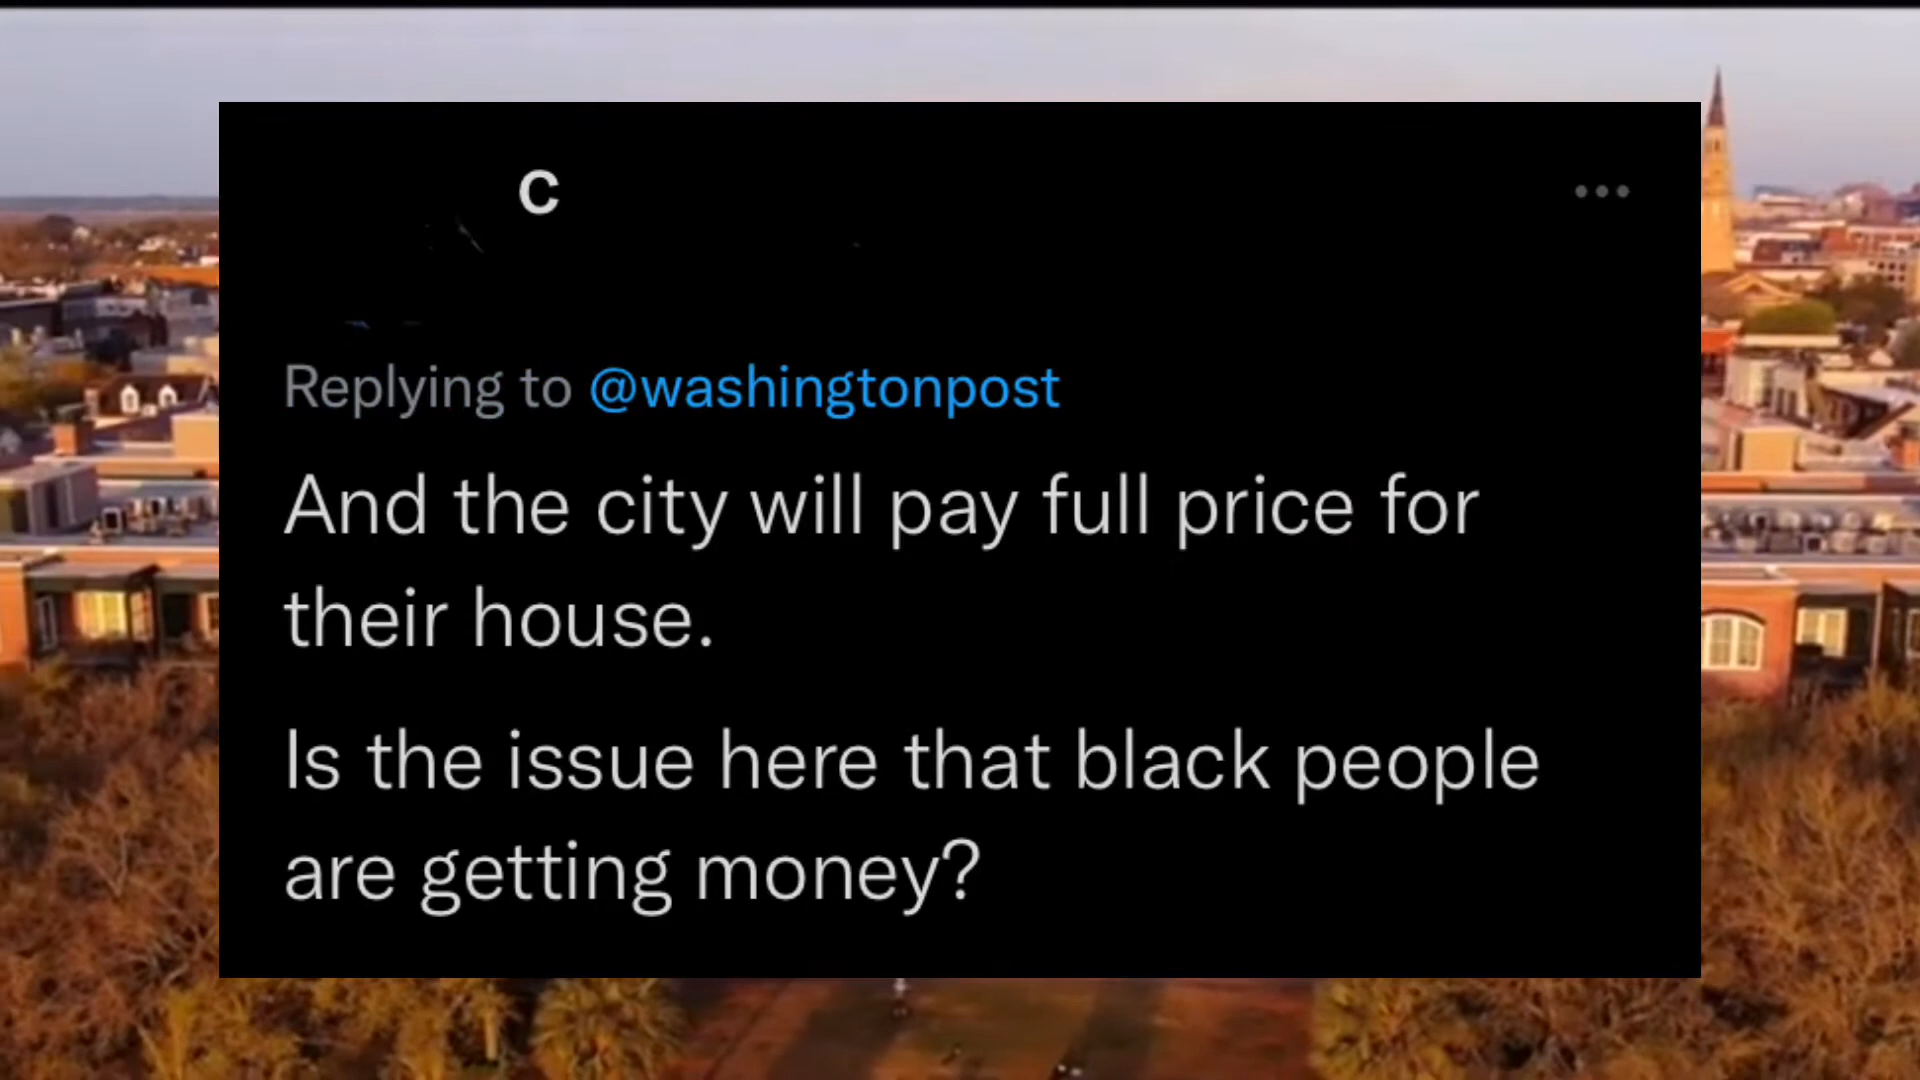 C
Replying to @washingtonpost
And the city will pay full price for
their house.
Is the issue here that black people
are getting money?